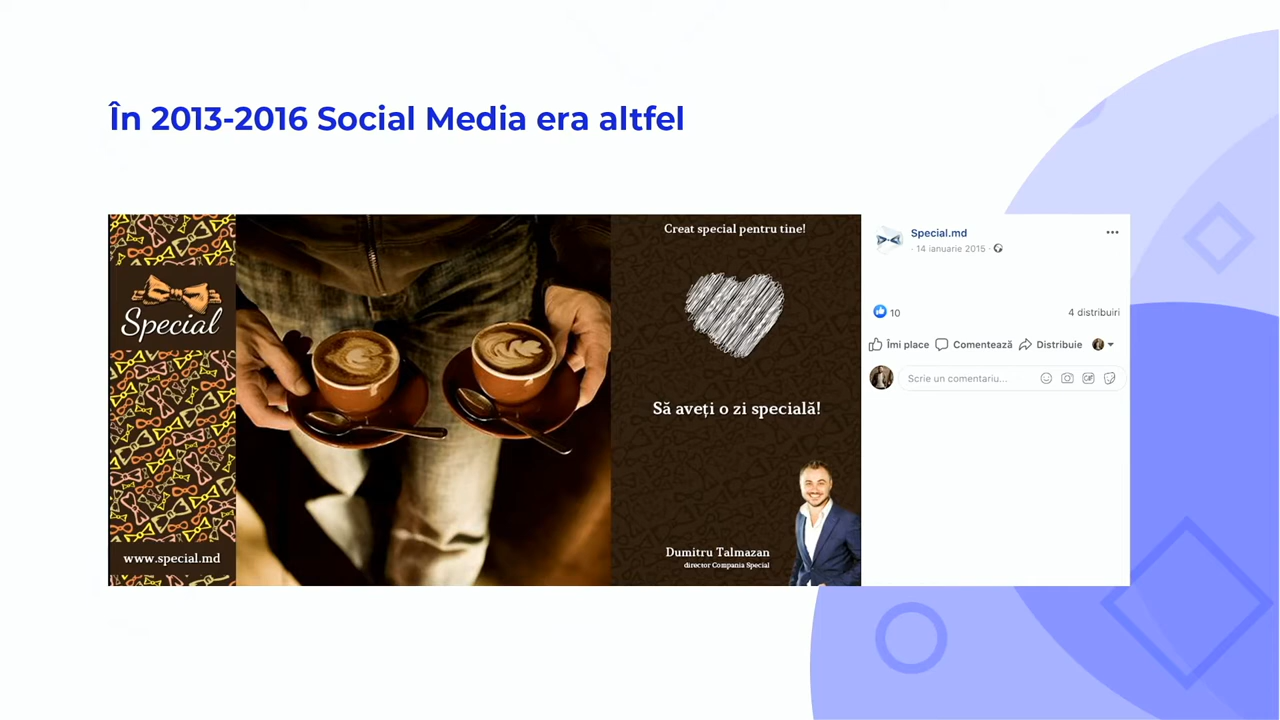 În 2013-2016 Social Media era altfel
Special
www.special.md
Creat special pentru tine!
Să aveți o zi specială!
Dumitru Talmazan
director Compania Special
Special.md
14 ianuarie 2015
10
4 distribuiri
Îmi place
Comentează
Distribuie
Scrie un comentariu...